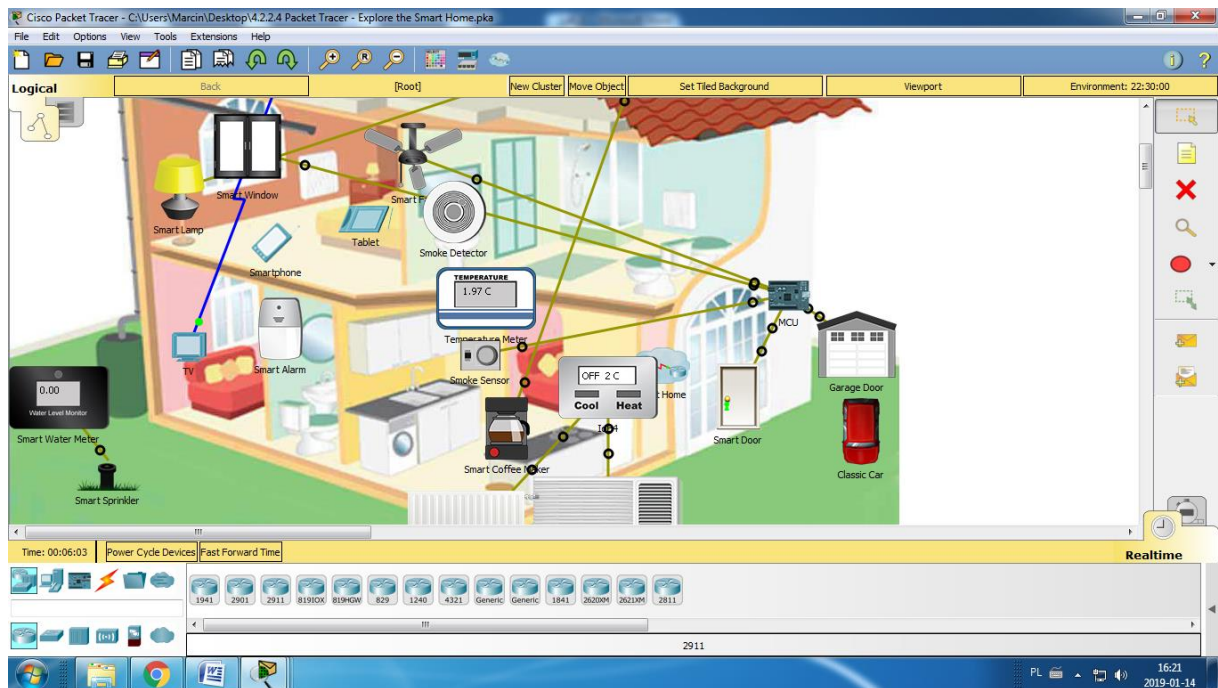 Cisco Packet Tracer - C:\Users\Marcin\Desktop\4.2.2.4 Packet Tracer - Explore the Smart Home.pka
File Edit Options View Tools Extensions Help
Logical Back [Root] New Cluster Move Object Set Tiled Background Viewport Environment: 22:30:00
Smart Window
Smart F
Smart Lamp
Tablet
Smoke Detector
Smartphone
TEMPERATURE
1.97 C
MCU
Temperature Meter
TV
Smart Alarm
Smoke Sensor
OFF 2 C
Cool Heat
t Home
Garage Door
0.00
Water Level Monitor
Smart Water Meter
Smart Door
Smart Coffee Maker
Classic Car
Smart Sprinkler
Time: 00:06:03 Power Cycle Devices Fast Forward Time Realtime
1941 2901 2911 819IOX 819HGW 829 1240 4321 Generic Generic 1841 2620XM 2621XM 2811
2911
PL 16:21
2019-01-14